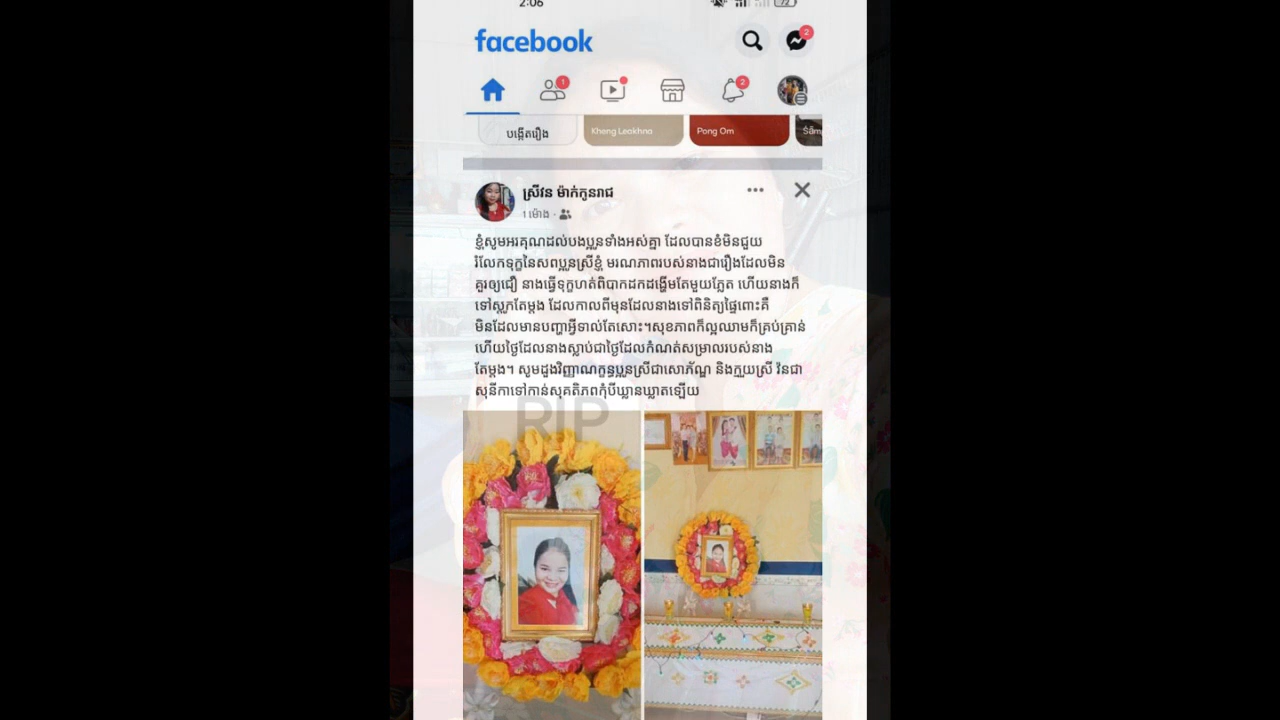 2:06
facebook
2
1
2
បង្កើតរឿង
Kheng Leakhna
Pong Om
ស្រីវន ម៉ាក់កូនរាជ
1 ម៉ោង
ខ្ញុំសូមអរគុណដល់បងប្អូនទាំងអស់គ្នា ដែលបានខំមិនជួយ
រំលែកទុក្ខនៃសពប្អូនស្រីខ្ញុំ មរណភាពរបស់នាងជារឿងដែលមិន
គួរឲ្យជឿ នាងធ្វើទុក្ខហត់ពិបាកដកដង្ហើមតែមួយភ្លែត ហើយនាងក៏
ទៅស្លូកតែម្តង ដែលកាលពីមុនដែលនាងទៅពិនិត្យផ្ទៃពោះគឺ
មិនដែលមានបញ្ហាអ្វីទាល់តែសោះ។សុខភាពក៏ល្អឈាមក៏គ្រប់គ្រាន់
ហើយថ្ងៃដែលនាងស្លាប់ជាថ្ងៃដែលកំណត់សម្រាលរបស់នាង
តែម្តង។ សូមដួងវិញ្ញាណក្ខន្ធប្អូនស្រីជាសោភ័ណ្ឌ និងក្មួយស្រី វ៉នជា
សុនីកាទៅកាន់សុគតិភពកុំបីឃ្លានឃ្លាតឡើយ
RIP